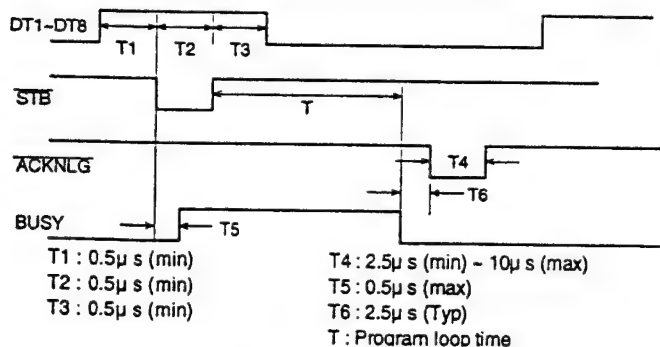 DT1~DT8
T1
T2
T3
STB
T
ACKNLG
T4
T6
BUSY
T5
T1 : 0.5μ s (min)
T2 : 0.5μ s (min)
T3 : 0.5μ s (min)
T4 : 2.5μ s (min) ~ 10μ s (max)
T5 : 0.5μ s (max)
T6 : 2.5μ s (Typ)
T : Program loop time